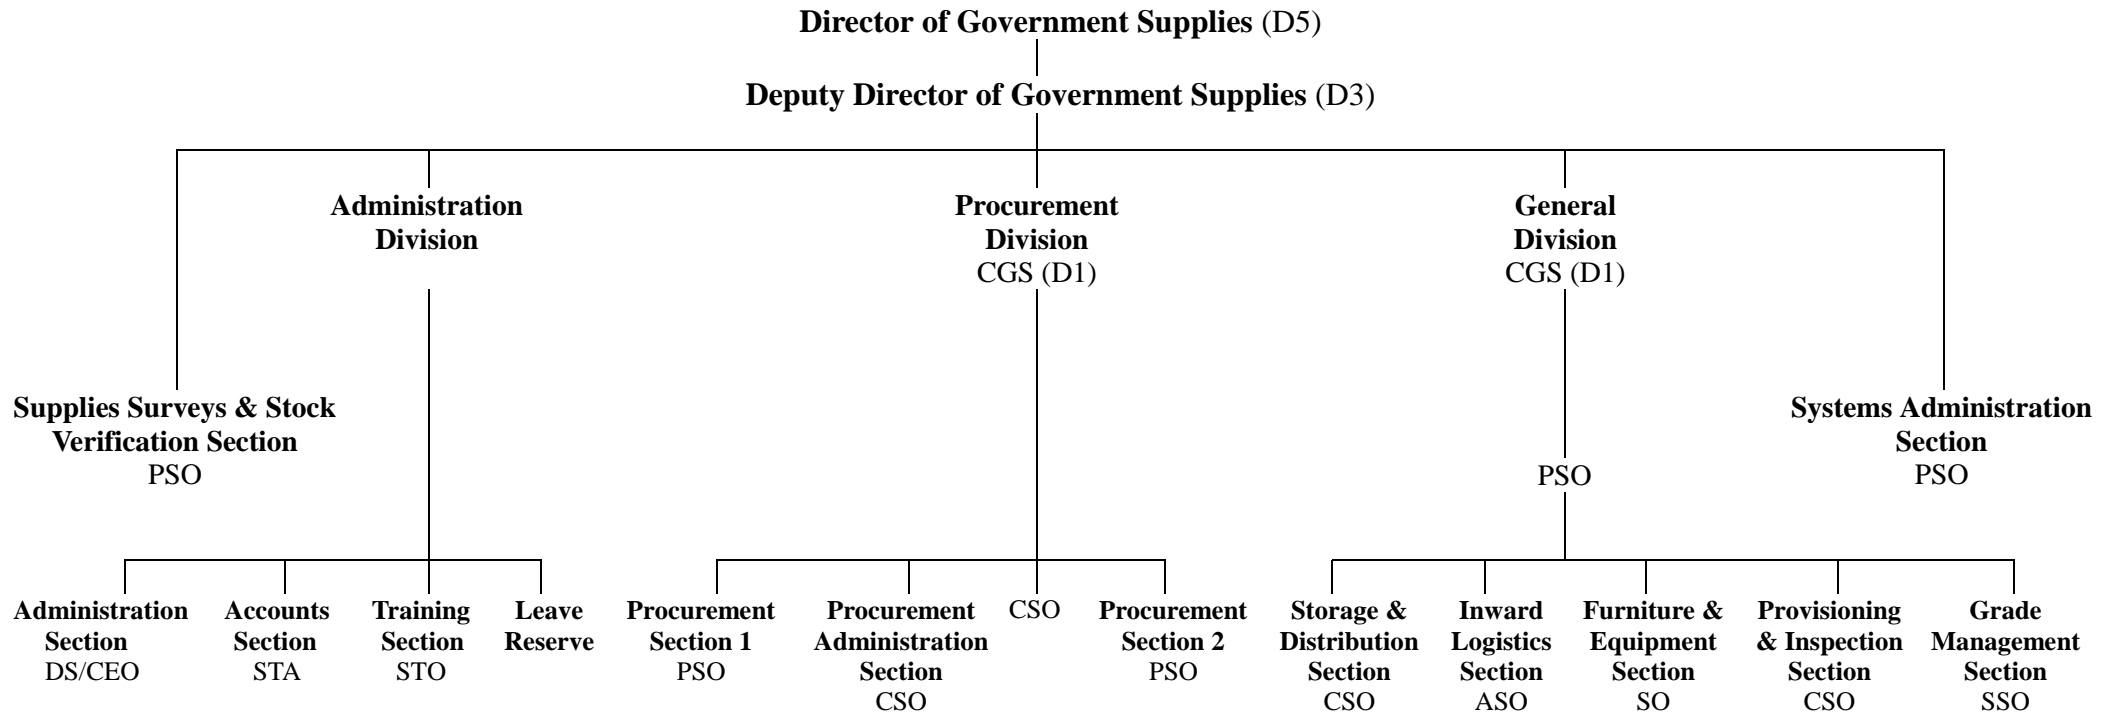 Director of Government Supplies (D5)
Deputy Director of Government Supplies (D3)
Administration
Division
Procurement
Division
CGS (D1)
General
Division
CGS (D1)
Supplies Surveys & Stock
Verification Section
PSO
PSO
Systems Administration
Section
PSO
Administration
Section
DS/CEO
Accounts
Section
STA
Training
Section
STO
Leave
Reserve
Procurement
Section 1
PSO
Procurement
Administration
Section
CSO
CSO
Procurement
Section 2
PSO
Storage &
Distribution
Section
CSO
Inward
Logistics
Section
ASO
Furniture &
Equipment
Section
SO
Provisioning
& Inspection
Section
CSO
Grade
Management
Section
SSO